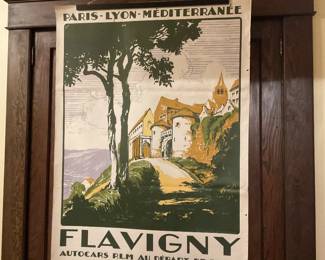 PARIS-LYON-MÉDITERRANÉE
FLAVIGNY
AUTOCARS P.L.M. AU DÉPART